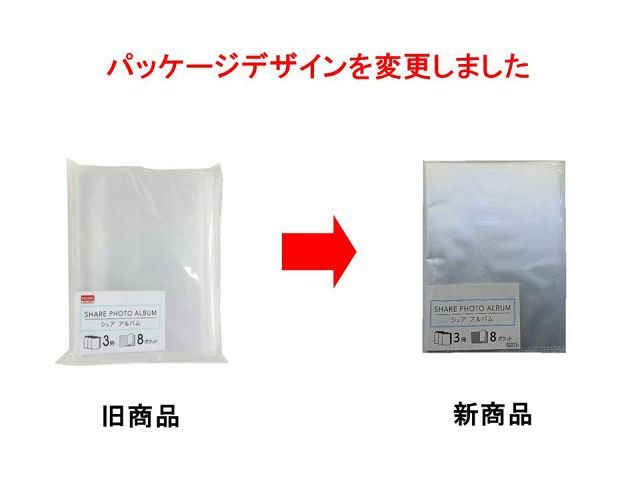 パッケージデザインを変更しました
SHARE PHOTO ALBUM
シェア アルバム
3冊 8ポケット
SHARE PHOTO ALBUM
シェア アルバム
3冊 8ポケット
旧商品
新商品